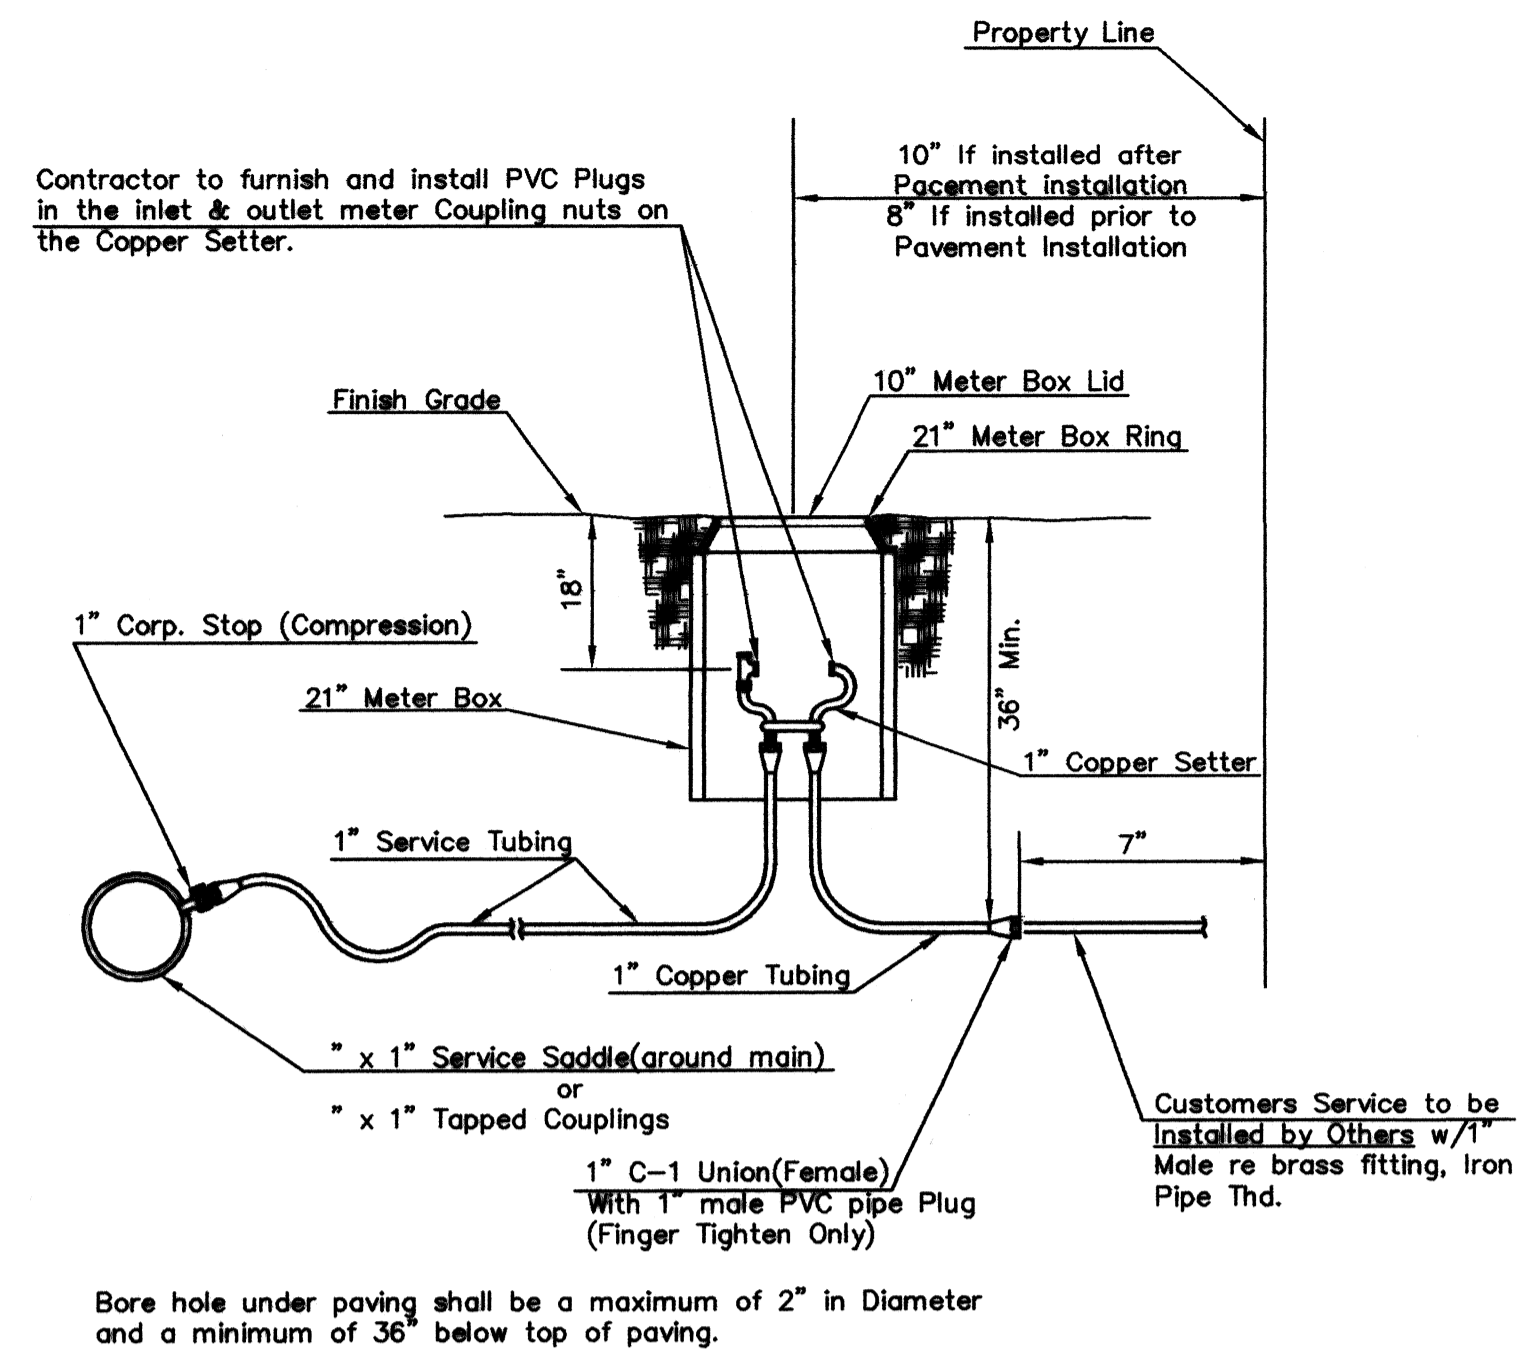 Property Line
10" If installed after
Pacement installation
8" If installed prior to
Pavement Installation
Contractor to furnish and install PVC Plugs
in the inlet & outlet meter Coupling nuts on
the Copper Setter.
10" Meter Box Lid
Finish Grade
21" Meter Box Ring
18"
1" Corp. Stop (Compression)
36" Min.
21" Meter Box
1" Copper Setter
1" Service Tubing
7"
1" Copper Tubing
" x 1" Service Saddle(around main)
or
" x 1" Tapped Couplings
Customers Service to be
Installed by Others w/1"
Male re brass fitting, Iron
Pipe Thd.
1" C-1 Union(Female)
With 1" male PVC pipe Plug
(Finger Tighten Only)
Bore hole under paving shall be a maximum of 2" in Diameter
and a minimum of 36" below top of paving.